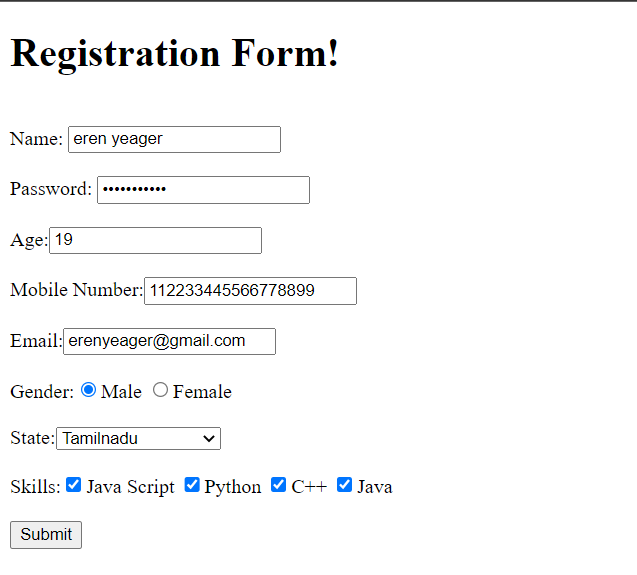 Registration Form!
Name: eren yeager
Password: •••••••••••
Age: 19
Mobile Number: 112233445566778899
Email: erenyeager@gmail.com
Gender: Male Female
State: Tamilnadu
Skills: Java Script Python C++ Java
Submit